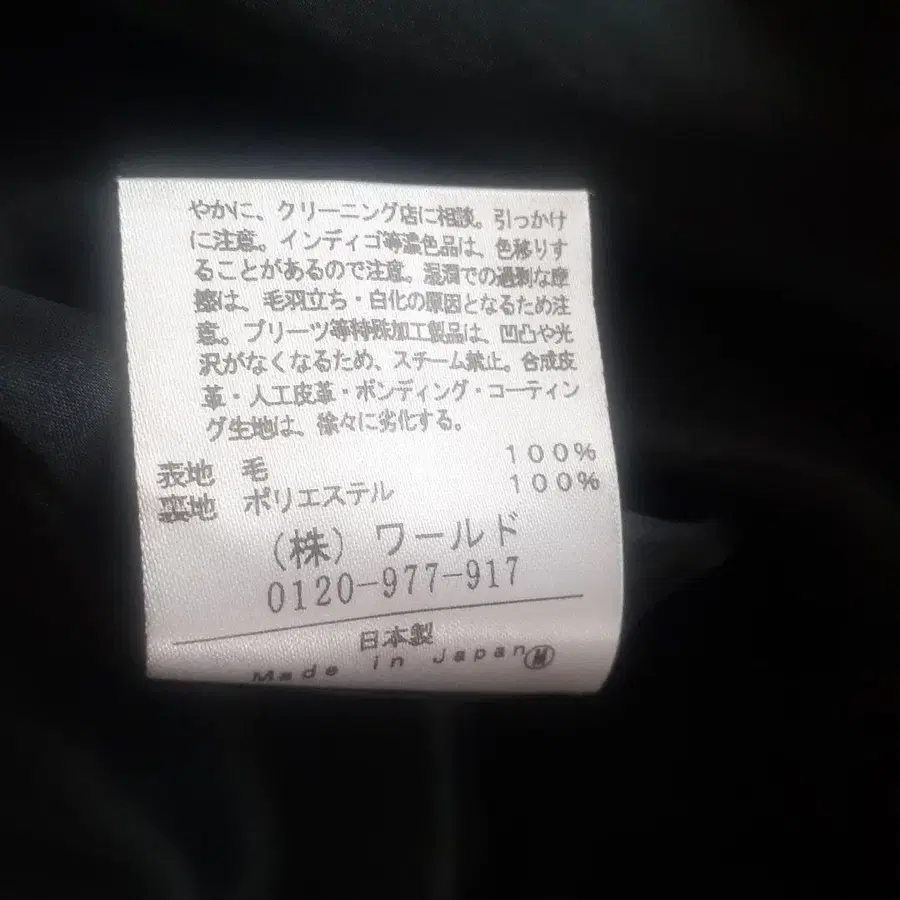 やかに、クリーニング店に相談。引っかけ
に注意。インディゴ等濃色品は、色移りす
ることがあるので注意。湿潤での過剰な摩
擦は、毛羽立ち・白化の原因となるため注
意。プリーツ等特殊加工製品は、凹凸や光
沢がなくなるため、スチーム禁止。合成皮
革・人工皮革・ボンディング・コーティン
グ生地は、徐々に劣化する。
表地 毛 100%
裏地 ポリエステル 100%
(株) ワールド
0120-977-917
日本製
Made in Japan M